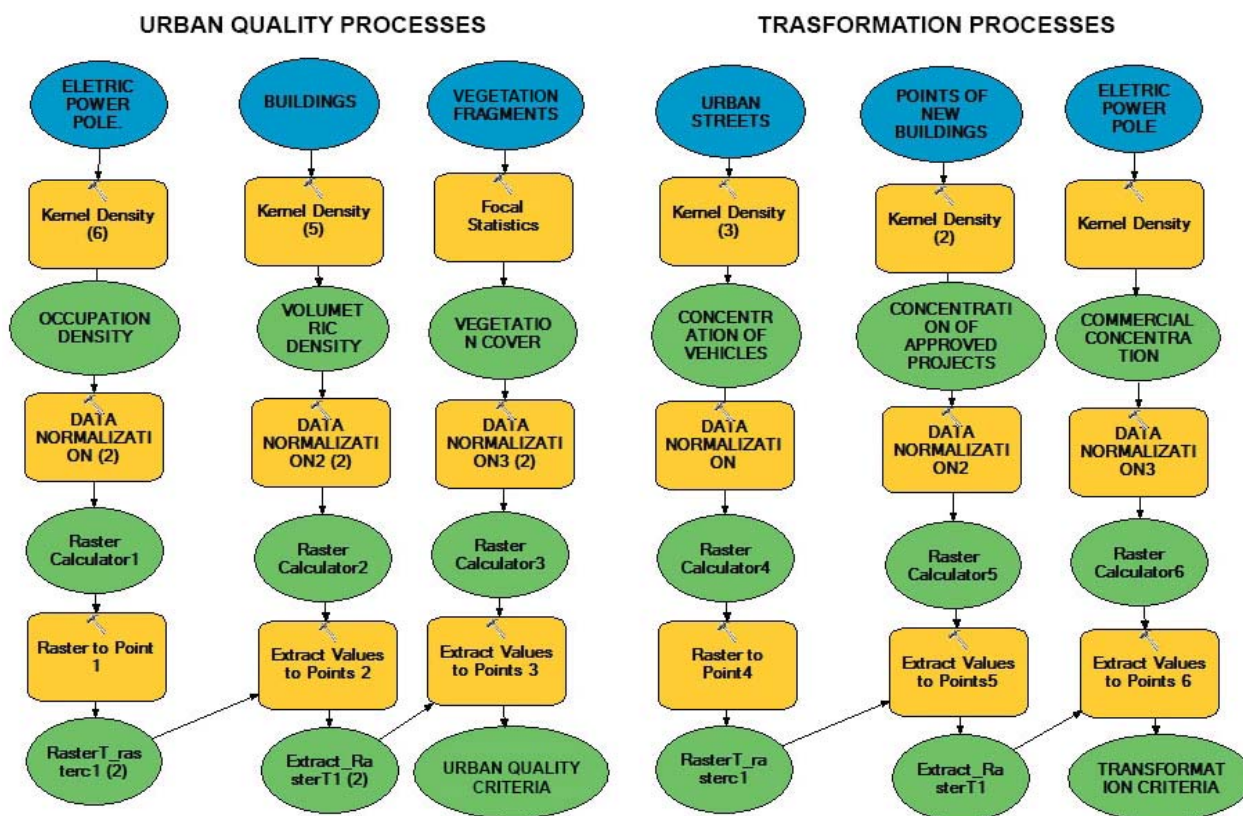 URBAN QUALITY PROCESSES
TRASFORMATION PROCESSES
ELETRIC
POWER
POLE.
BUILDINGS
VEGETATION
FRAGMENTS
URBAN
STREETS
POINTS OF
NEW
BUILDINGS
ELETRIC
POWER
POLE
Kernel Density
(6)
Kernel Density
(5)
Focal
Statistics
Kernel Density
(3)
Kernel Density
(2)
Kernel Density
OCCUPATION
DENSITY
VOLUMET
RIC
DENSITY
VEGETATIO
N COVER
CONCENTR
ATION OF
VEHICLES
CONCENTRATI
ON OF
APPROVED
PROJECTS
COMMERCIAL
CONCENTRA
TION
DATA
NORMALIZATI
ON (2)
DATA
NORMALIZATI
ON2 (2)
DATA
NORMALIZATI
ON3 (2)
DATA
NORMALIZATI
ON
DATA
NORMALIZATI
ON2
DATA
NORMALIZATI
ON3
Raster
Calculator1
Raster
Calculator2
Raster
Calculator3
Raster
Calculator4
Raster
Calculator5
Raster
Calculator6
Raster to Point
1
Extract Values
to Points 2
Extract Values
to Points 3
Raster to
Point4
Extract Values
to Points5
Extract Values
to Points 6
RasterT_ras
terc1 (2)
Extract_Ra
sterT1 (2)
URBAN QUALITY
CRITERIA
RasterT_ra
sterc1
Extract_Ra
sterT1
TRANSFORMAT
ION CRITERIA